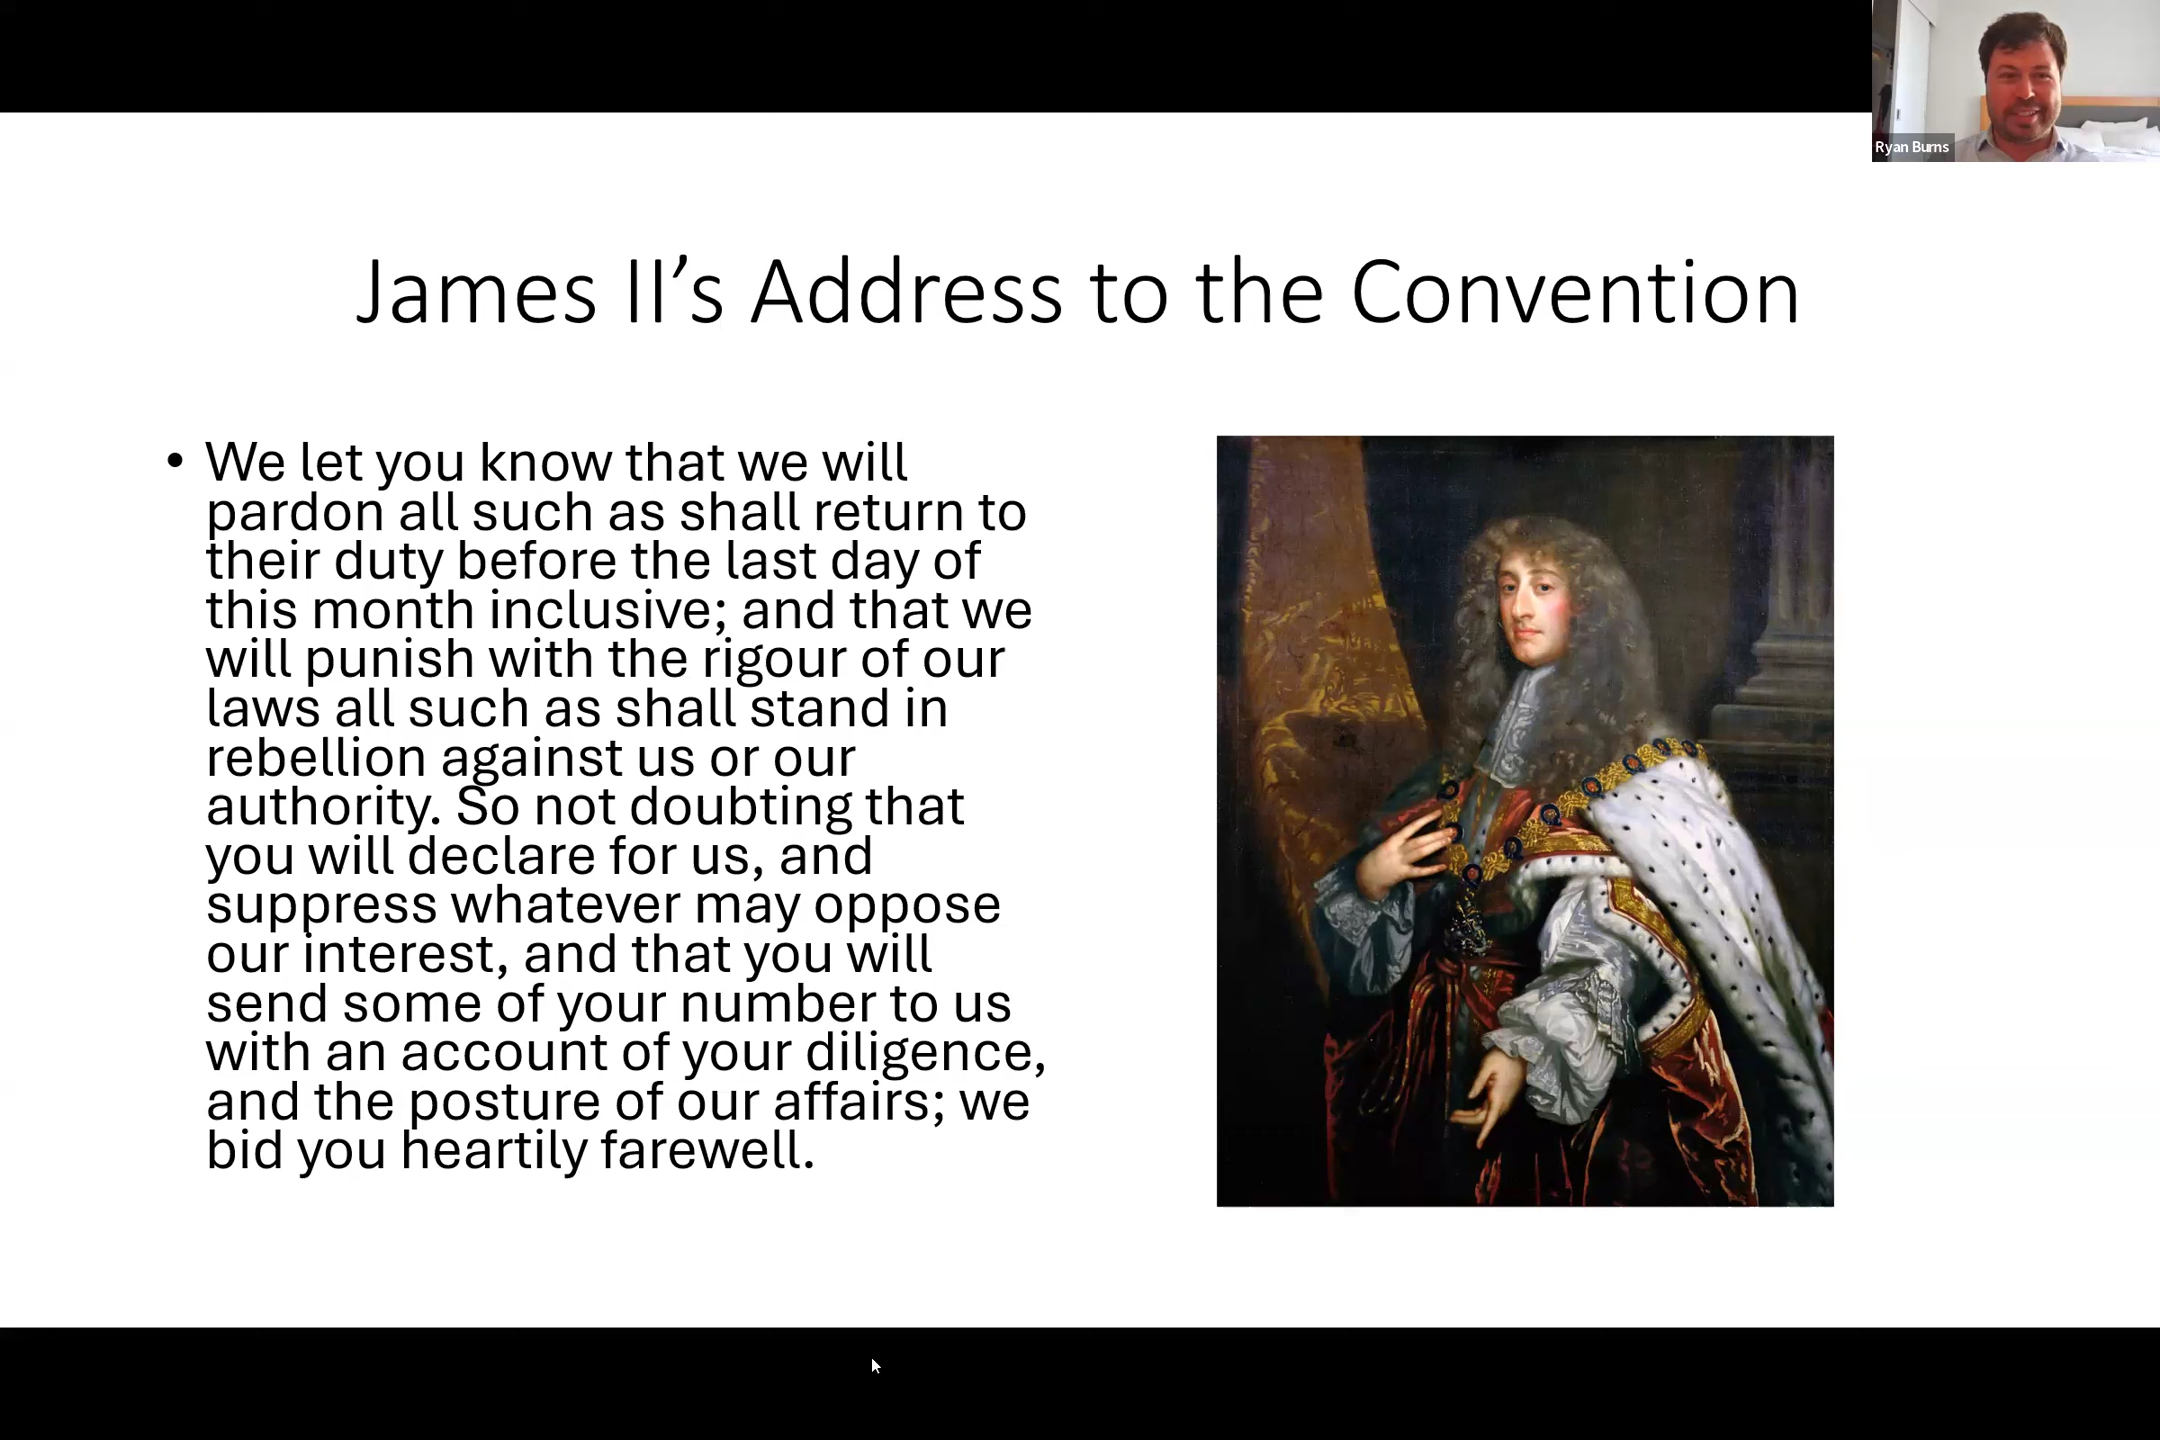 Ryan Burns
James II’s Address to the Convention
• We let you know that we will
pardon all such as shall return to
their duty before the last day of
this month inclusive; and that we
will punish with the rigour of our
laws all such as shall stand in
rebellion against us or our
authority. So not doubting that
you will declare for us, and
suppress whatever may oppose
our interest, and that you will
send some of your number to us
with an account of your diligence,
and the posture of our affairs; we
bid you heartily farewell.